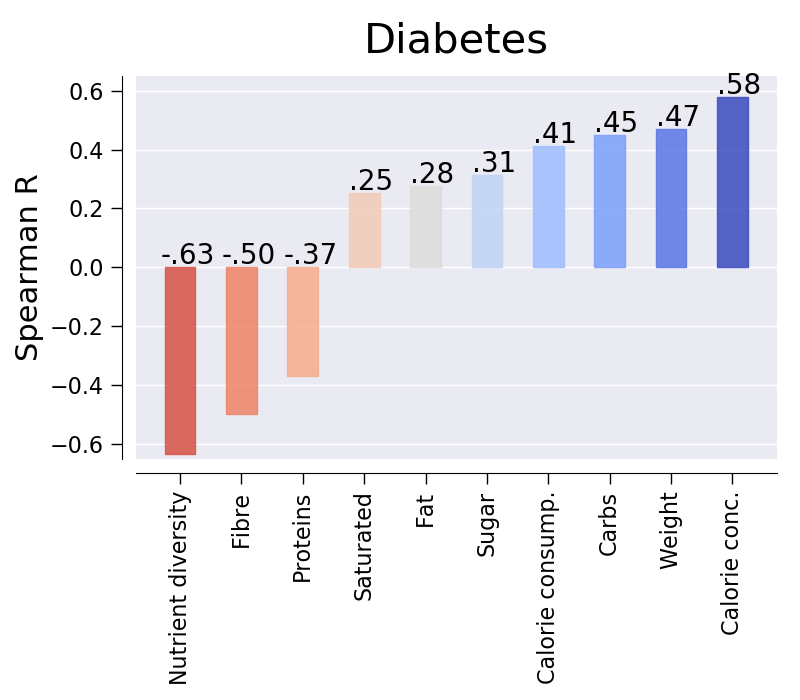 Diabetes
Spearman R
0.6
0.4
0.2
0.0
−0.2
−0.4
−0.6
-.63
-.50
-.37
.25
.28
.31
.41
.45
.47
.58
Nutrient diversity
Fibre
Proteins
Saturated
Fat
Sugar
Calorie consump.
Carbs
Weight
Calorie conc.